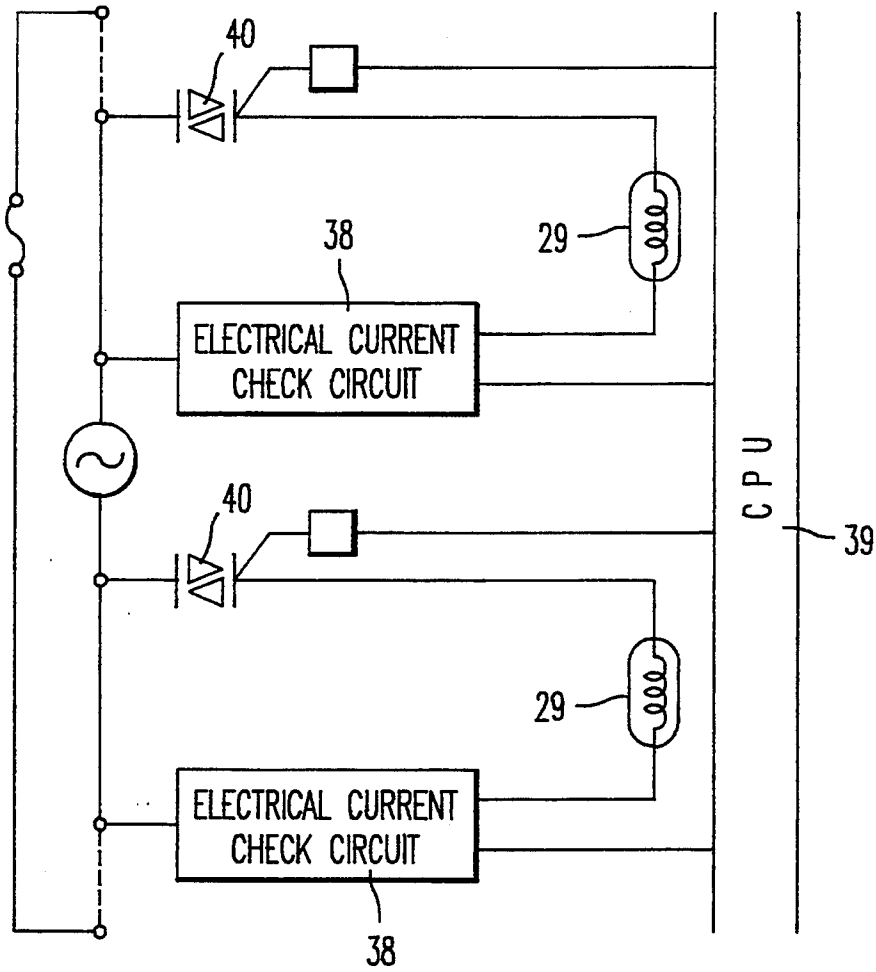 40
29
38
ELECTRICAL CURRENT
CHECK CIRCUIT
CPU
39
40
29
ELECTRICAL CURRENT
CHECK CIRCUIT
38